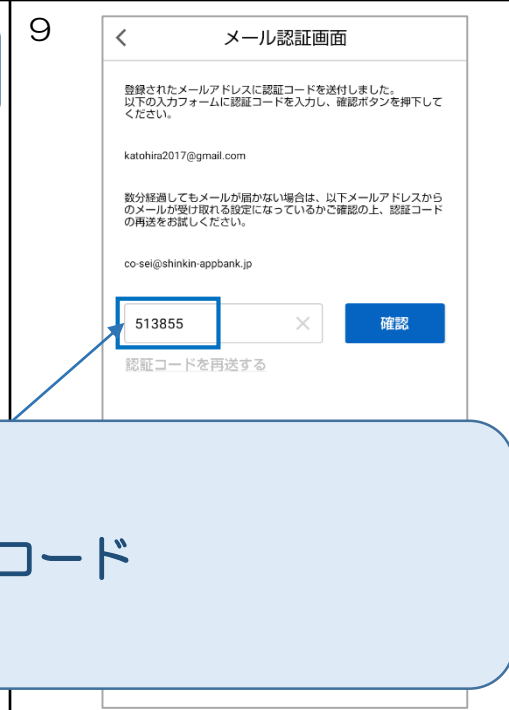 9
メール認証画面
登録されたメールアドレスに認証コードを送付しました。
以下の入力フォームに認証コードを入力し、確認ボタンを押下して
ください。
katohira2017@gmail.com
数分経過してもメールが届かない場合は、以下メールアドレスから
のメールが受け取れる設定になっているかご確認の上、認証コード
の再送をお試しください。
co-sei@shinkin-appbank.jp
513855
確認
認証コードを再送する
コード